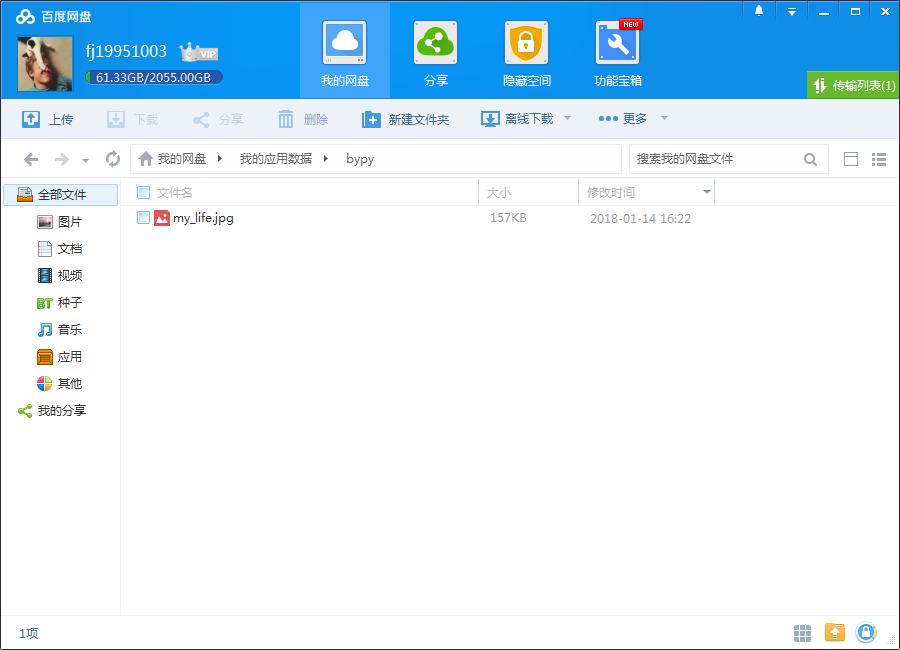 百度网盘
fj19951003 VIP
61.33GB/2055.00GB
我的网盘
分享
隐藏空间
NEW
功能宝箱
传输列表(1)
上传
下载
分享
删除
新建文件夹
离线下载
更多
我的网盘 我的应用数据 bypy
搜索我的网盘文件
全部文件
图片
文档
视频
BT 种子
音乐
应用
其他
我的分享
文件名 大小 修改时间
my_life.jpg 157KB 2018-01-14 16:22
1项